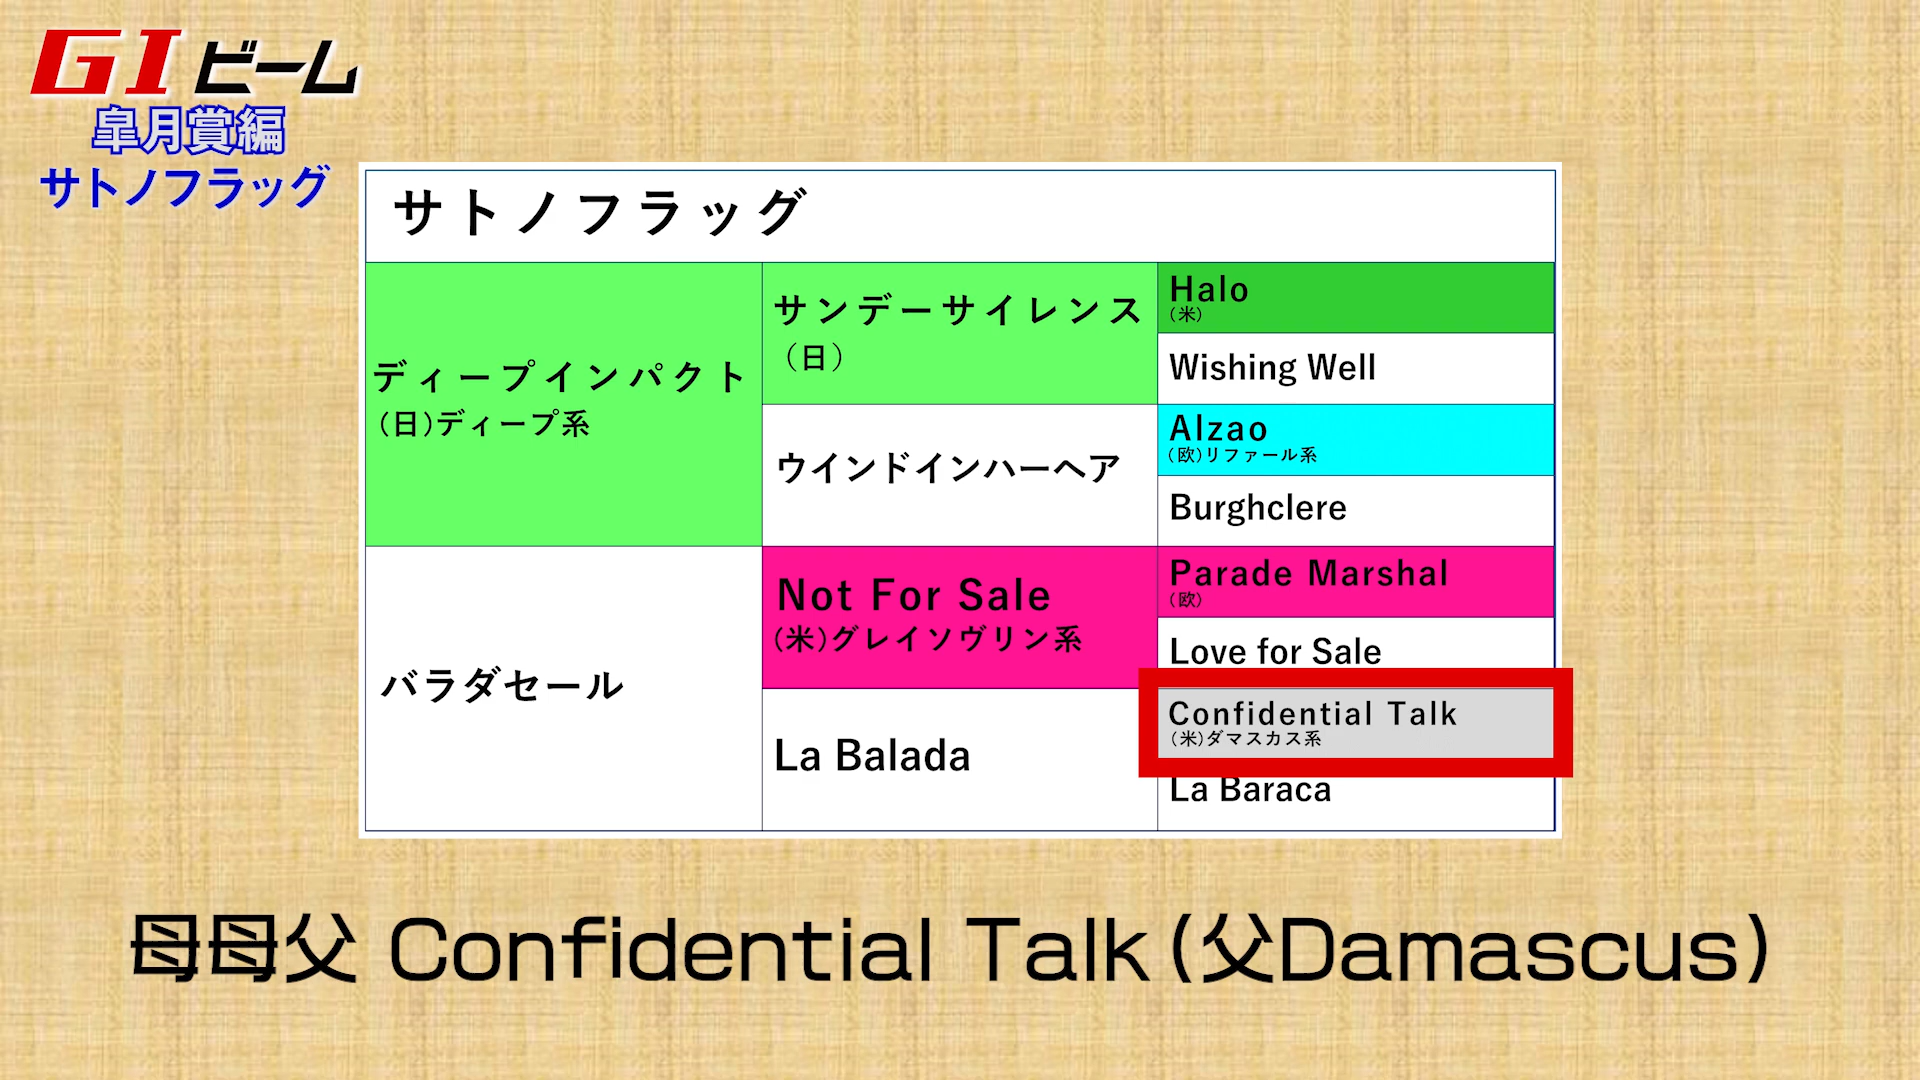 GIビーム
皐月賞編
サトノフラッグ
サトノフラッグ
ディープインパクト
(日)ディープ系
サンデーサイレンス
(日)
Halo
(米)
Wishing Well
ウインドインハーヘア
Alzao
(欧)リファール系
Burghclere
バラダセール
Not For Sale
(米)グレイソヴリン系
Parade Marshal
(欧)
Love for Sale
La Balada
Confidential Talk
(米)ダマスカス系
La Baraca
母母父 Confidential Talk(父Damascus)